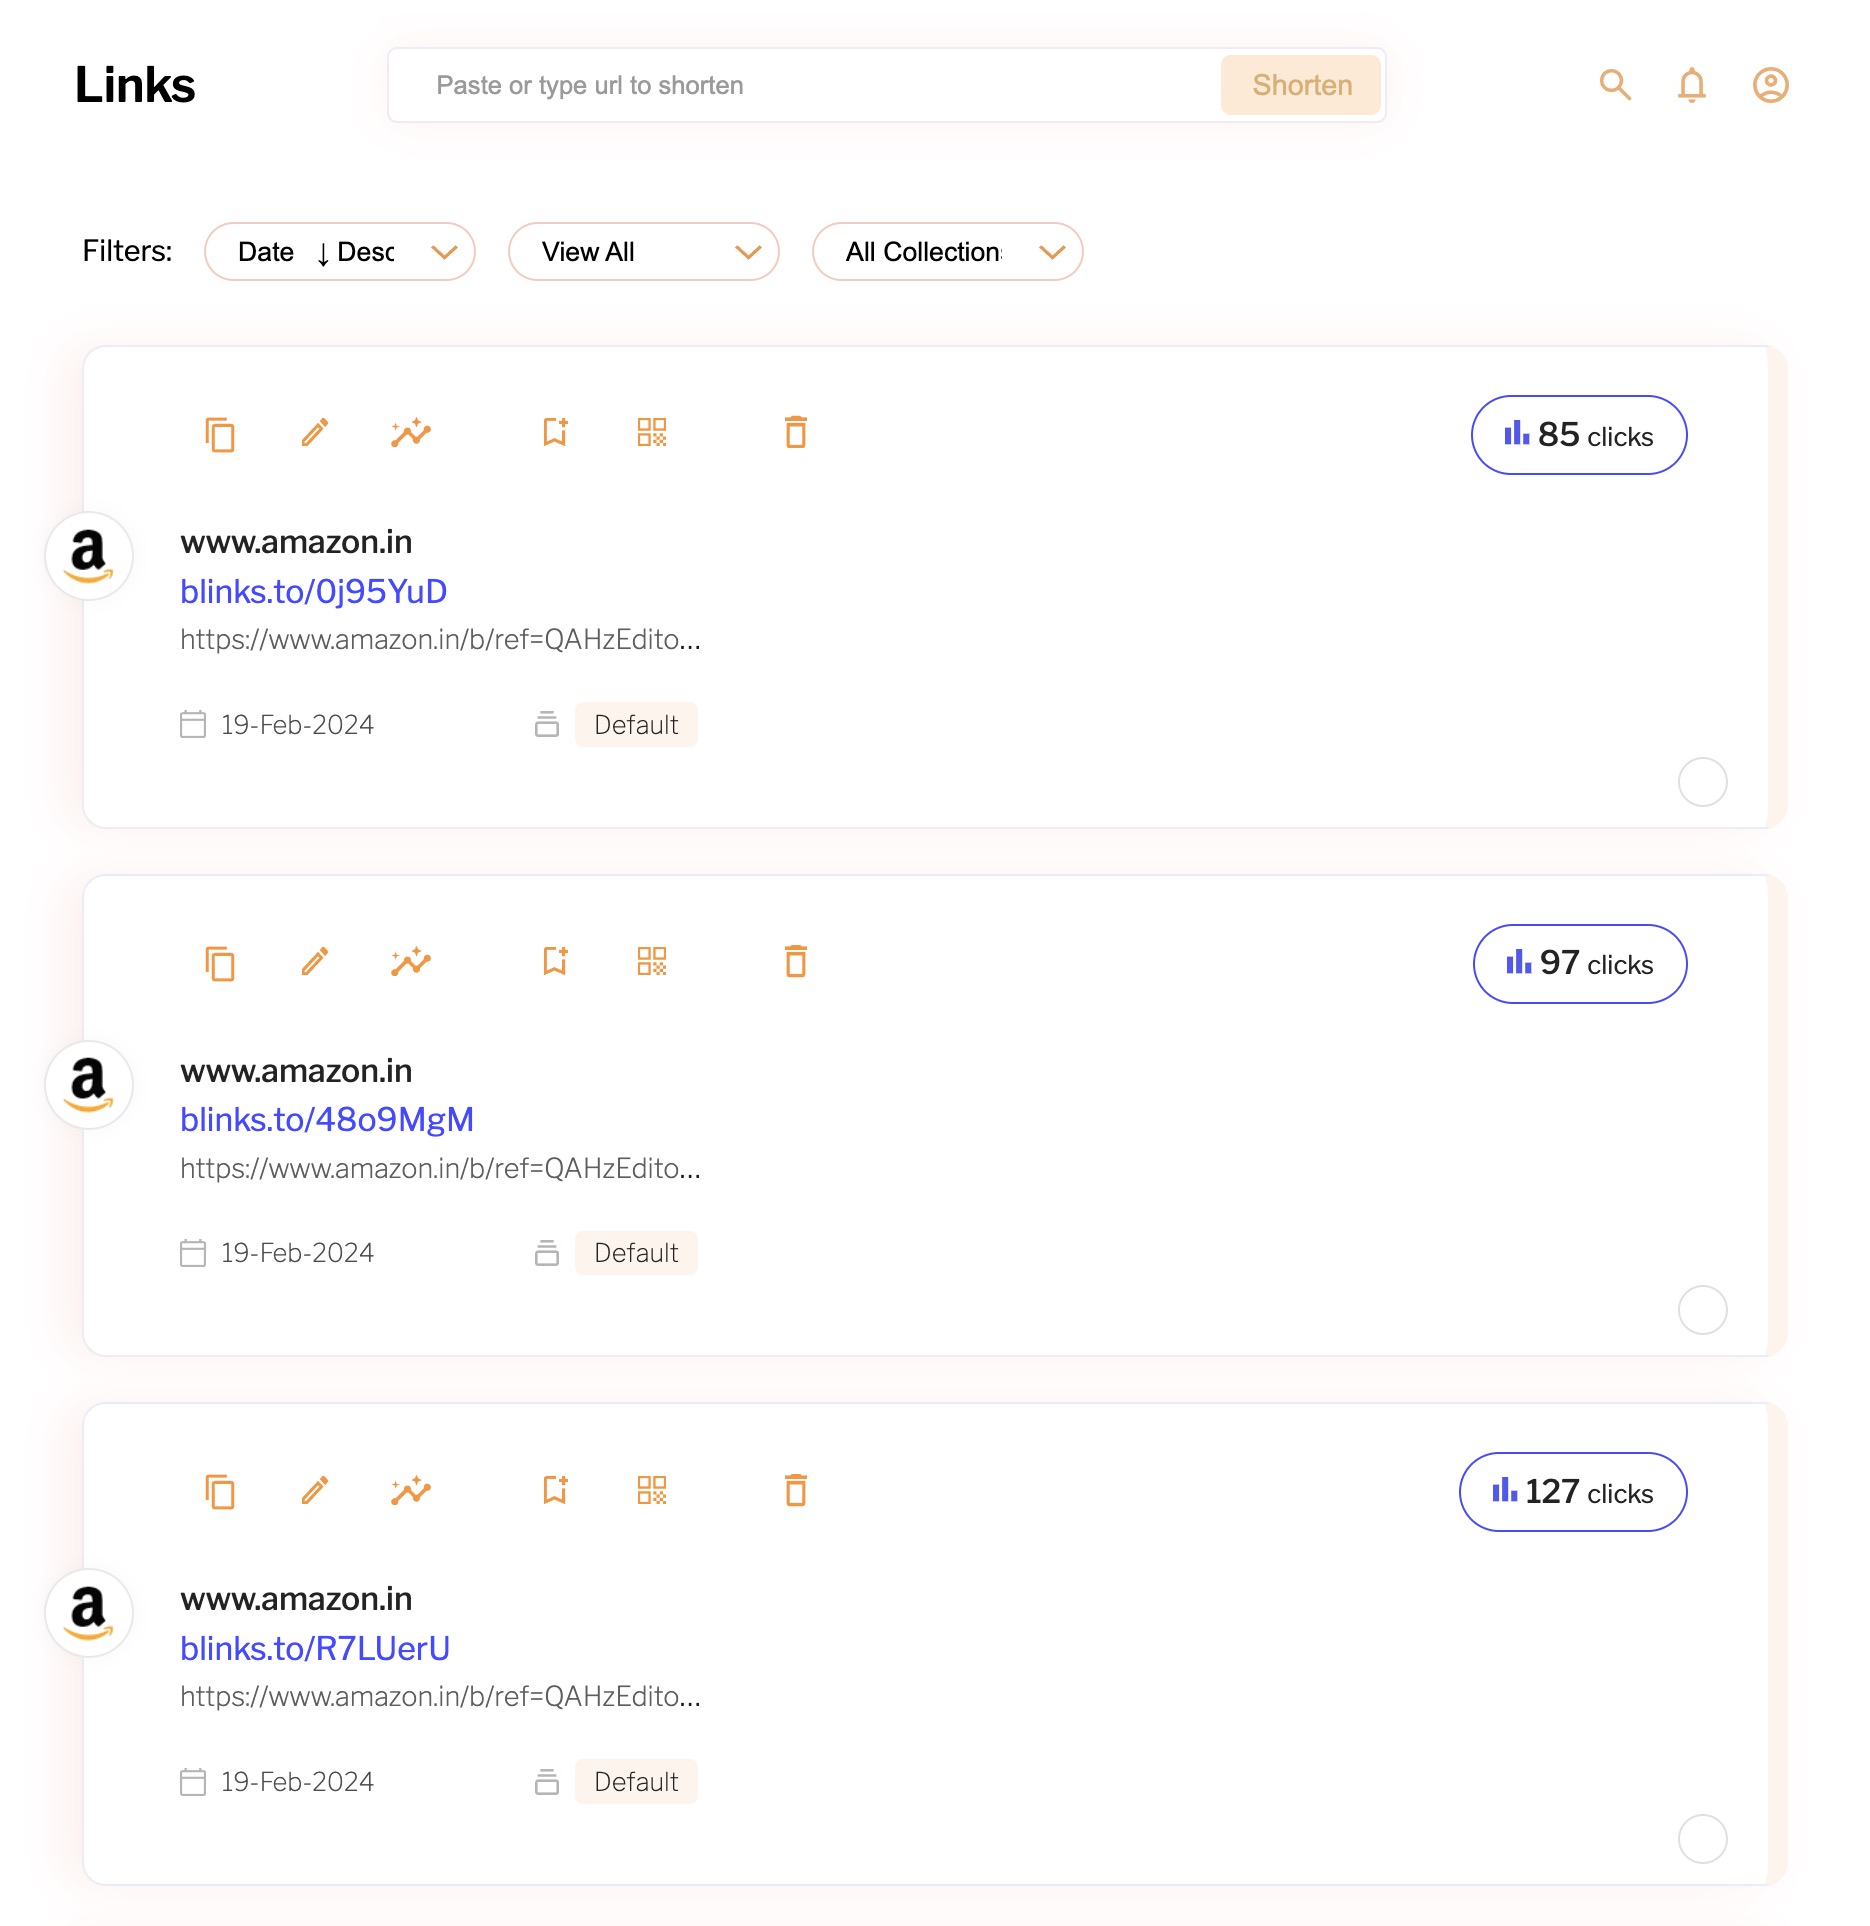 Links
Paste or type url to shorten
Shorten
Filters:
Date ↓ Desc
View All
All Collection
85 clicks
www.amazon.in
blinks.to/0j95YuD
https://www.amazon.in/b/ref=QAHzEdito...
19-Feb-2024
Default
97 clicks
www.amazon.in
blinks.to/48o9MgM
https://www.amazon.in/b/ref=QAHzEdito...
19-Feb-2024
Default
127 clicks
www.amazon.in
blinks.to/R7LUerU
https://www.amazon.in/b/ref=QAHzEdito...
19-Feb-2024
Default